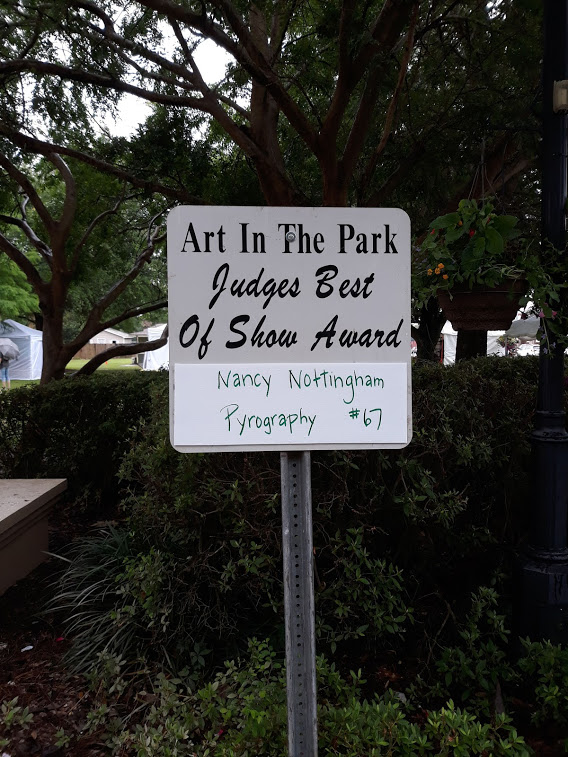 Art In The Park
Judges Best
Of Show Award
Nancy Nottingham
Pyrography #67